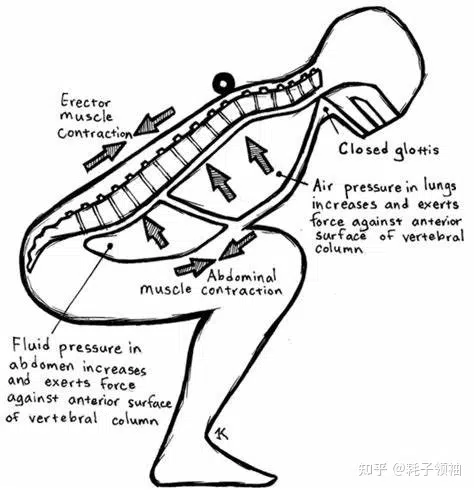 Erector
muscle
contraction
Closed glottis
Air pressure in lungs
increases and exerts
force against anterior
surface of vertebral
column
Abdominal
muscle contraction
Fluid pressure in
abdomen increases
and exerts force
against anterior surface
of vertebral column
K
知乎 @耗子领袖